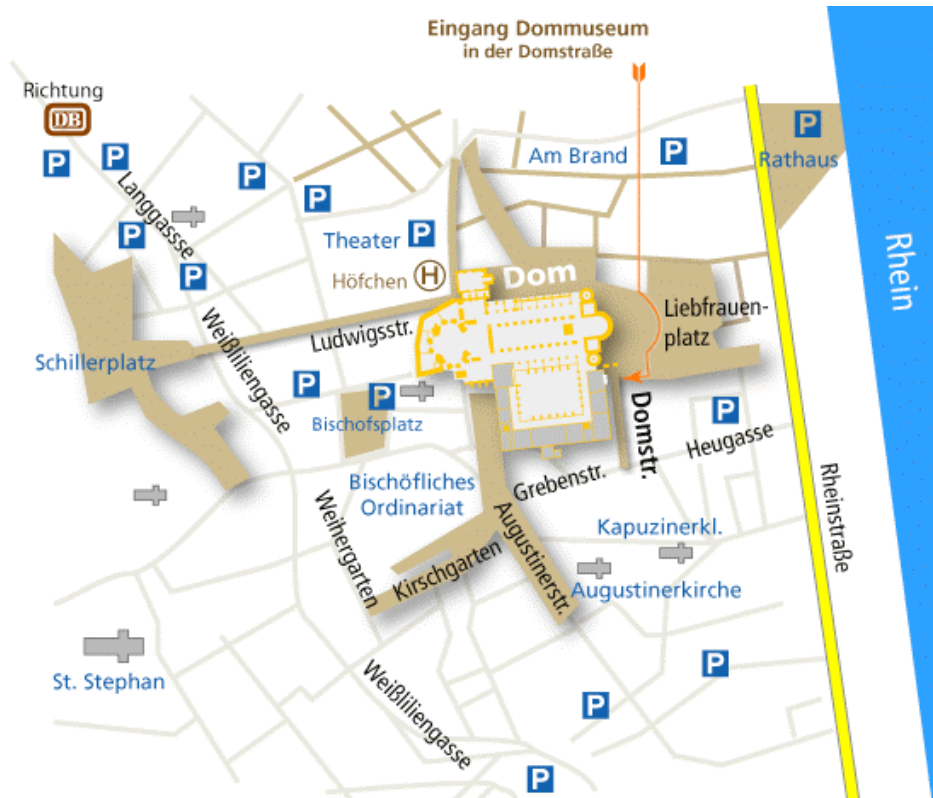 Eingang Dommuseum
in der Domstraße
Richtung
DB
P
P
P
P
P
P
P
P
Langgassse
Am Brand
Rathaus
Theater
P
Höfchen
H
Dom
Rhein
Liebfrauen-
platz
Ludwigsstr.
Schillerplatz
Weißliliengasse
P
P
Bischofsplatz
P
Domstr.
Heugasse
Bischöfliches
Ordinariat
Grebenstr.
Rheinstraße
Weihergarten
Augustinerstr.
Kapuzinerkl.
Kirschgarten
Augustinerkirche
St. Stephan
Weißliliengasse
P
P
P